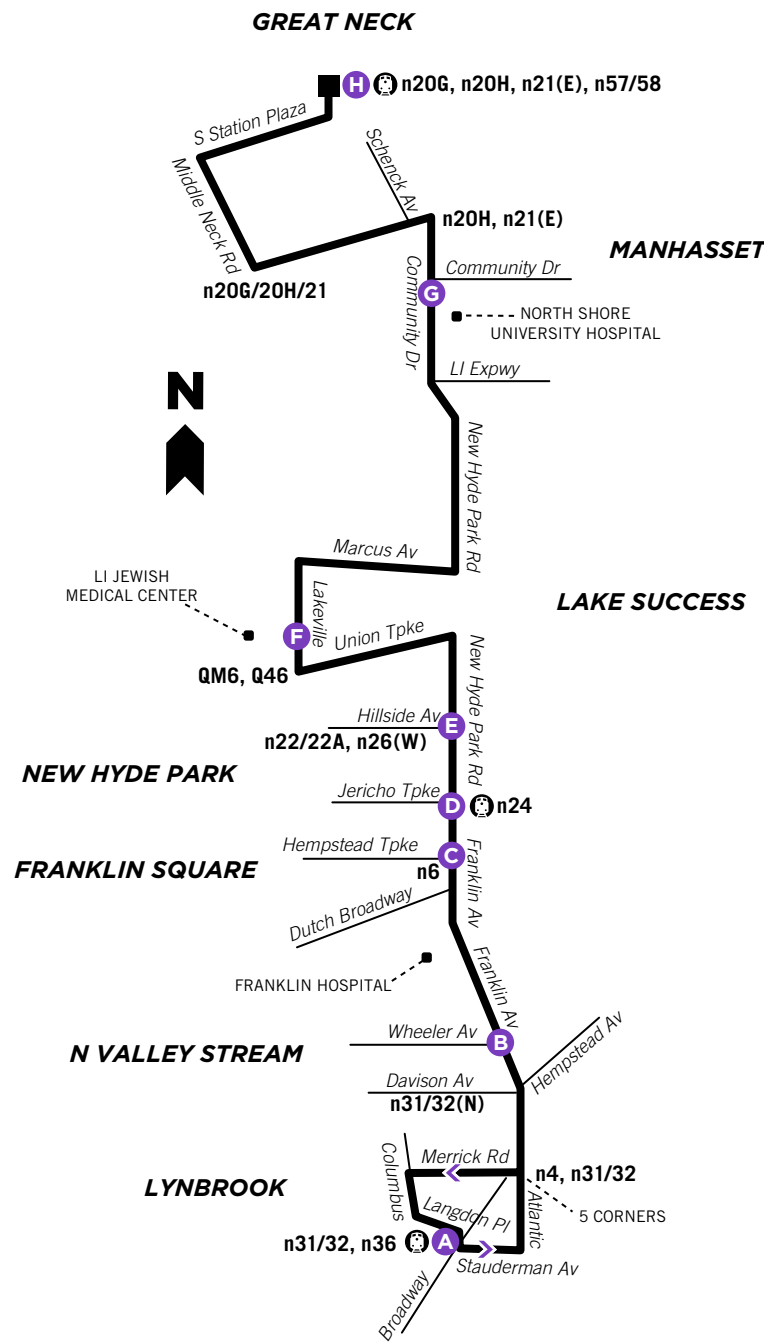 GREAT NECK
H n20G, n20H, n21(E), n57/58
S Station Plaza
Schenck Av
Middle Neck Rd
n20H, n21(E)
MANHASSET
Community Dr
Community Dr
n20G/20H/21
G
NORTH SHORE
UNIVERSITY HOSPITAL
LI Expwy
N
New Hyde Park Rd
Marcus Av
LI JEWISH
MEDICAL CENTER
Lakeville
LAKE SUCCESS
F
Union Tpke
QM6, Q46
New Hyde Park Rd
Hillside Av
E
n22/22A, n26(W)
NEW HYDE PARK
Jericho Tpke
D n24
Hempstead Tpke
C
n6
FRANKLIN SQUARE
Franklin Av
Dutch Broadway
FRANKLIN HOSPITAL
Franklin Av
Wheeler Av
B
N VALLEY STREAM
Hempstead Av
Davison Av
n31/32(N)
Merrick Rd
n4, n31/32
Columbus
LYNBROOK
Langdon Pl
Atlantic
5 CORNERS
n31/32, n36 A
Stauderman Av
Broadway